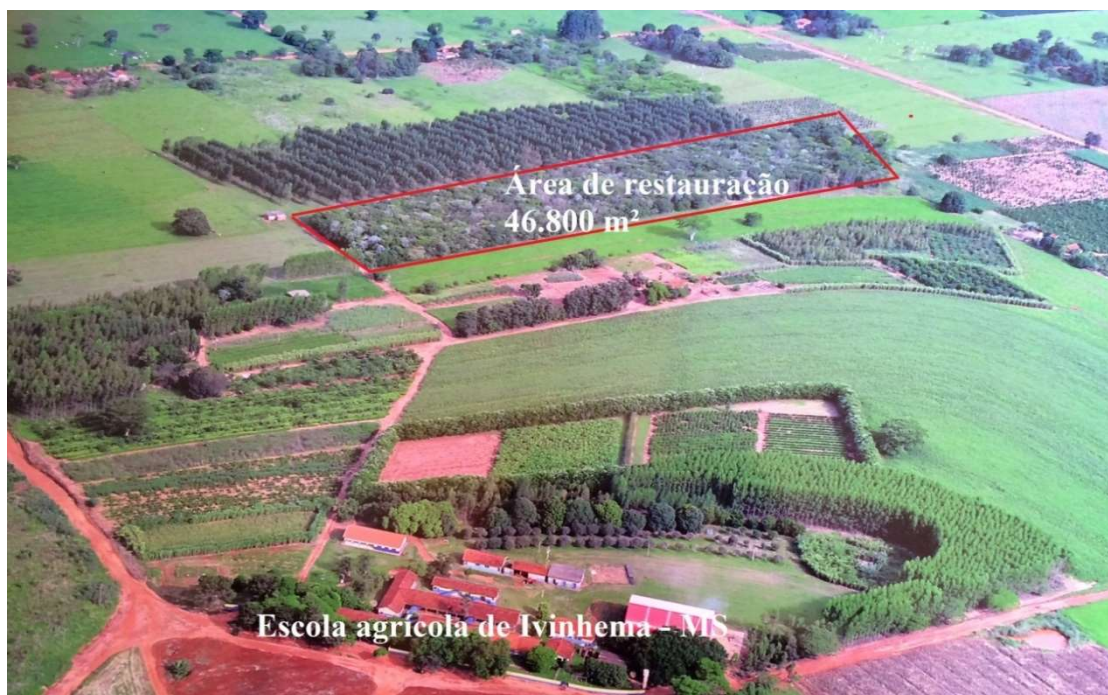 Área de restauração
46.800 m²
Escola agrícola de Ivinhema - MS